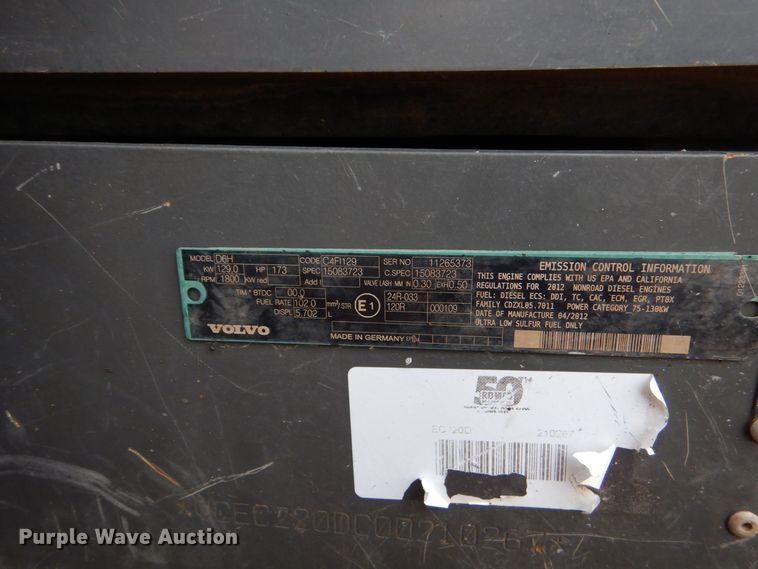 MODEL D6H CODE C4FI129 SER NO 11265373
KW 129.0 HP 173 SPEC 15083723 C.SPEC 15083723
RPM 1800 KW red Add 1 VALVE LASH MM IN 0.30 EXH 0.50
TIM ° BTDC 00.0
FUEL RATE 102.0 mm³/STR E1 24R-033
DISPL 5.702 L 120R 000109
VOLVO MADE IN GERMANY
EMISSION CONTROL INFORMATION
THIS ENGINE COMPLIES WITH US EPA AND CALIFORNIA
REGULATIONS FOR 2012 NONROAD DIESEL ENGINES
FUEL: DIESEL ECS: DDI, TC, CAC, ECM, EGR, PTOX
FAMILY CDZXL05.7011 POWER CATEGORY 75-130KW
DATE OF MANUFACTURE 04/2012
ULTRA LOW SULFUR FUEL ONLY
50
ROMCO
Purple Wave Auction
PurpleWave.com